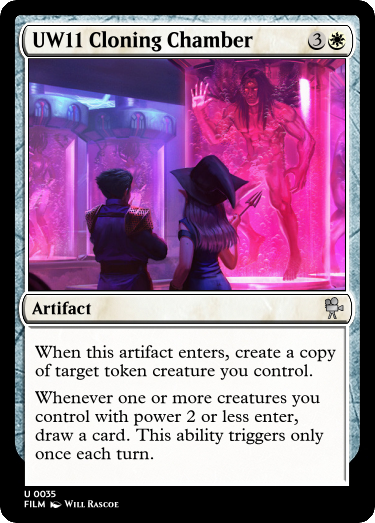 UW11 Cloning Chamber 3
Artifact
When this artifact enters, create a copy
of target token creature you control.
Whenever one or more creatures you
control with power 2 or less enter,
draw a card. This ability triggers only
once each turn.
U 0035
FILM Will Rascoe